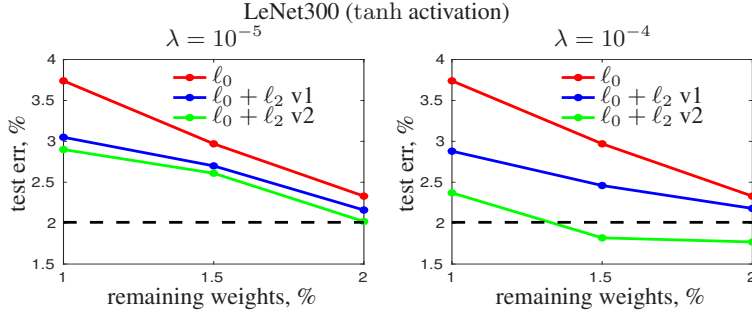 LeNet300 (tanh activation)
λ = 10⁻⁵
test err, %
4
3.5
3
2.5
2
1.5
ℓ₀
ℓ₀ + ℓ₂ v1
ℓ₀ + ℓ₂ v2
1
1.5
2
remaining weights, %
λ = 10⁻⁴
test err, %
4
3.5
3
2.5
2
1.5
ℓ₀
ℓ₀ + ℓ₂ v1
ℓ₀ + ℓ₂ v2
1
1.5
2
remaining weights, %